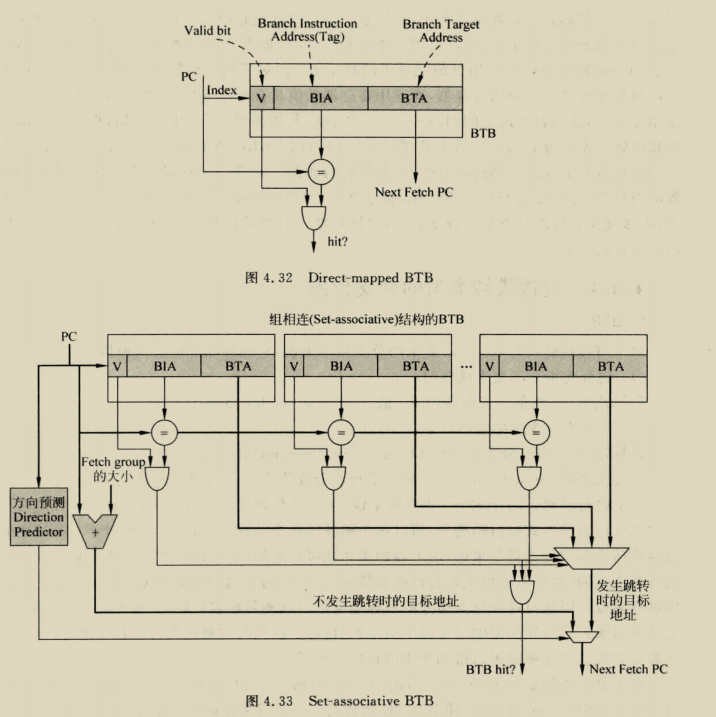 Valid bit
Branch Instruction
Address(Tag)
Branch Target
Address
PC
Index
V
BIA
BTA
BTB
=
Next Fetch PC
hit?
图 4.32 Direct-mapped BTB
组相连(Set-associative)结构的BTB
PC
V BIA BTA
V BIA BTA
...
V BIA BTA
=
=
=
Fetch group
的大小
方向预测
Direction
Predictor
+
不发生跳转时的目标地址
发生跳转
时的目标
地址
BTB hit?
Next Fetch PC
图 4.33 Set-associative BTB